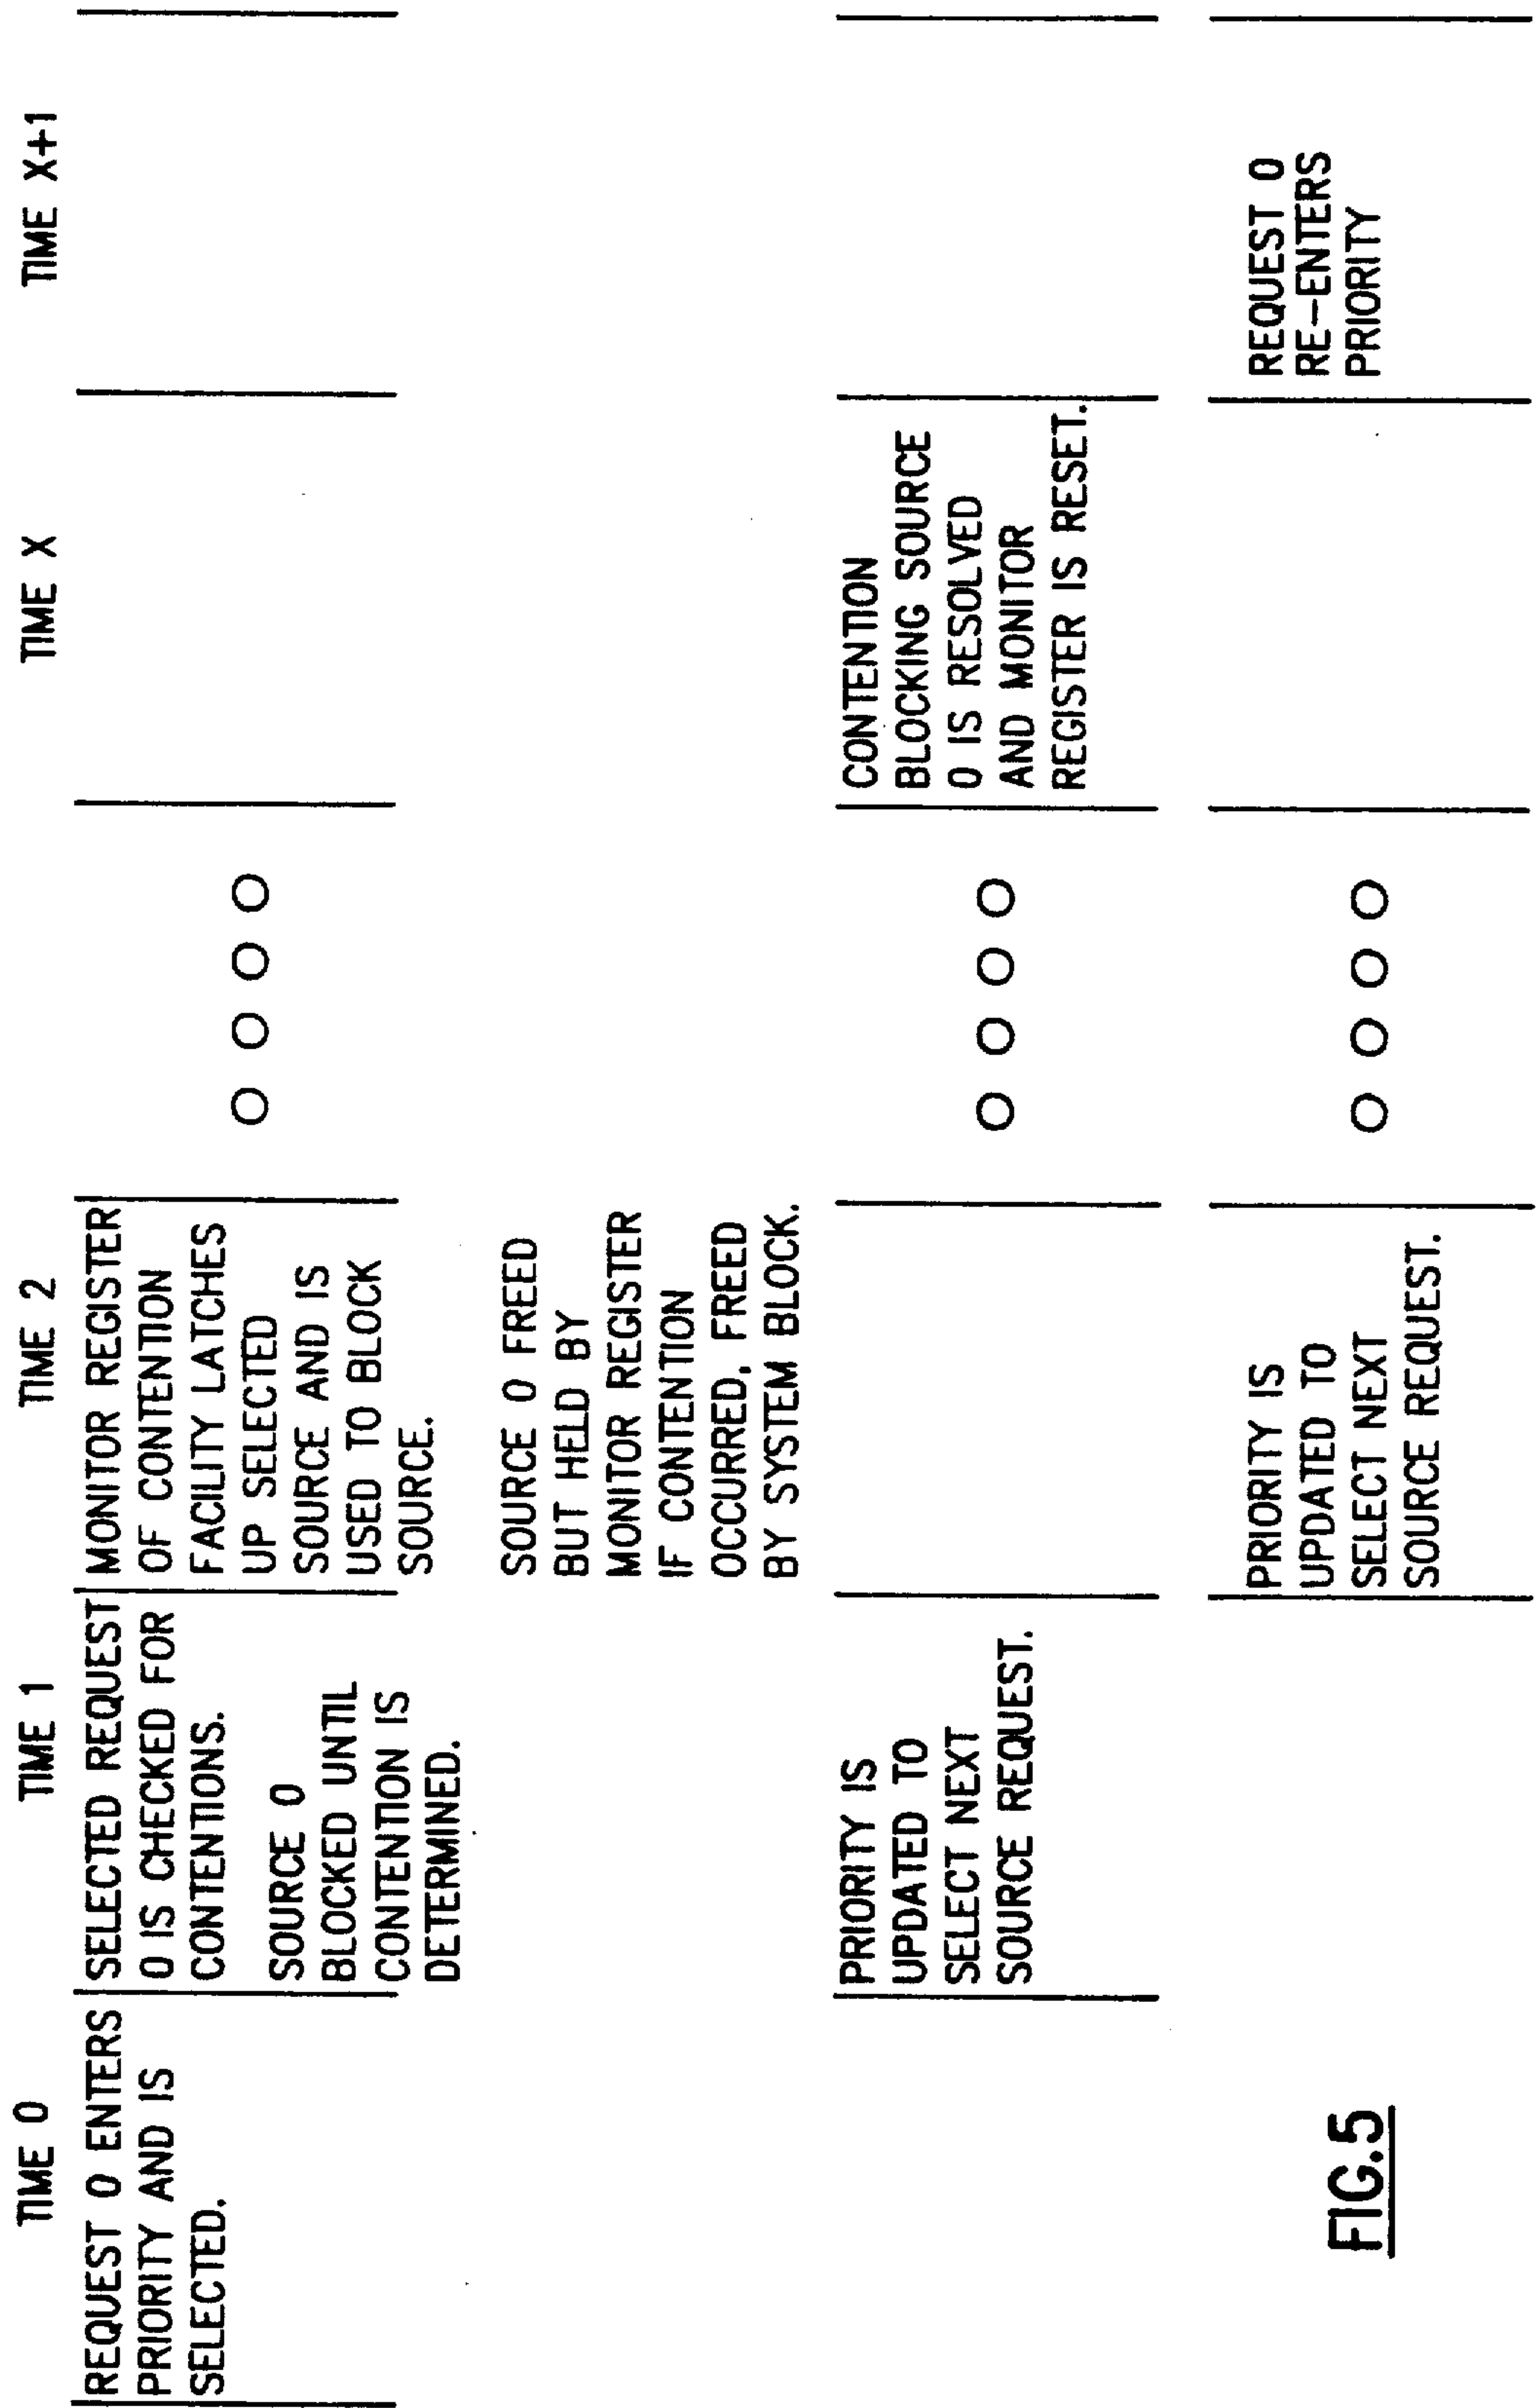 TIME 0
TIME 1
TIME 2
TIME X
TIME X+1
REQUEST 0 ENTERS
PRIORITY AND IS
SELECTED.
SELECTED REQUEST
0 IS CHECKED FOR
CONTENTIONS.
SOURCE 0
BLOCKED UNTIL
CONTENTION IS
DETERMINED.
MONITOR REGISTER
OF CONTENTION
FACILITY LATCHES
UP SELECTED
SOURCE AND IS
USED TO BLOCK
SOURCE.
SOURCE 0 FREED
BUT HELD BY
MONITOR REGISTER
IF CONTENTION
OCCURRED, FREED
BY SYSTEM BLOCK.
PRIORITY IS
UPDATED TO
SELECT NEXT
SOURCE REQUEST.
CONTENTION
BLOCKING SOURCE
0 IS RESOLVED
AND MONITOR
REGISTER IS RESET.
PRIORITY IS
UPDATED TO
SELECT NEXT
SOURCE REQUEST.
REQUEST 0
RE-ENTERS
PRIORITY
FIG.5